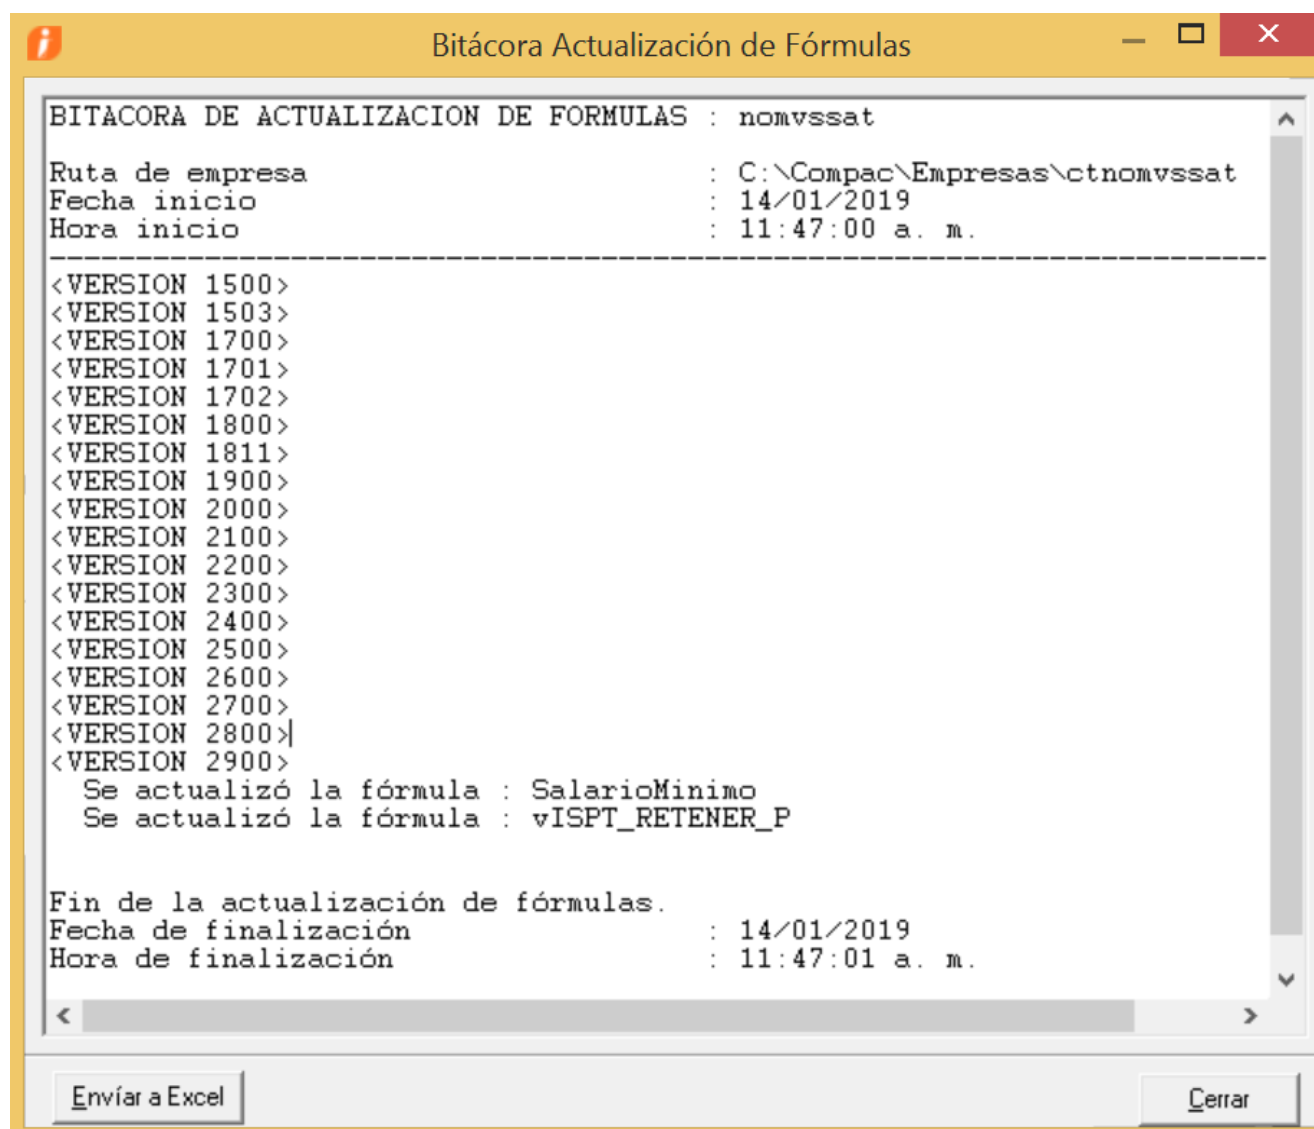 Bitácora Actualización de Fórmulas
BITACORA DE ACTUALIZACION DE FORMULAS : nomvssat
Ruta de empresa : C:\Compac\Empresas\ctnomvssat
Fecha inicio : 14/01/2019
Hora inicio : 11:47:00 a. m.
<VERSION 1500>
<VERSION 1503>
<VERSION 1700>
<VERSION 1701>
<VERSION 1702>
<VERSION 1800>
<VERSION 1811>
<VERSION 1900>
<VERSION 2000>
<VERSION 2100>
<VERSION 2200>
<VERSION 2300>
<VERSION 2400>
<VERSION 2500>
<VERSION 2600>
<VERSION 2700>
<VERSION 2800>
<VERSION 2900>
Se actualizó la fórmula : SalarioMinimo
Se actualizó la fórmula : vISPT_RETENER_P
Fin de la actualización de fórmulas.
Fecha de finalización : 14/01/2019
Hora de finalización : 11:47:01 a. m.
Envíar a Excel
Cerrar